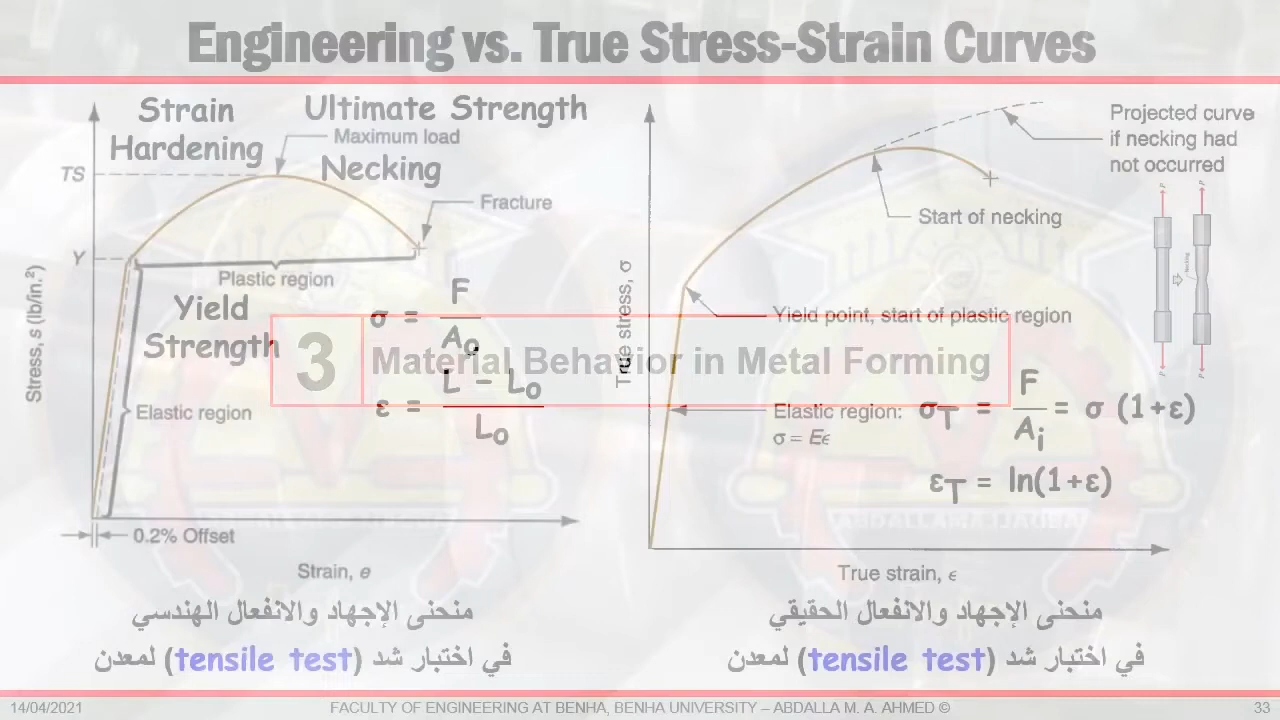 Engineering vs. True Stress-Strain Curves
Strain
Hardening
Ultimate Strength
Maximum load
Necking
TS
Fracture
Y
Plastic region
Yield
Strength
Stress, s (lb/in.²)
Elastic region
σ = F / Ao
ε = L - Lo / Lo
0.2% Offset
Strain, e
منحنى الإجهاد والانفعال الهندسي
في اختبار شد (tensile test) لمعدن
Projected curve
if necking had
not occurred
Start of necking
True stress, σ
Yield point, start of plastic region
Elastic region:
σ = Eϵ
σT = F / Ai = σ (1+ε)
εT = ln(1+ε)
P
P
Necking
P
P
True strain, ϵ
منحنى الإجهاد والانفعال الحقيقي
في اختبار شد (tensile test) لمعدن
3 Material Behavior in Metal Forming
14/04/2021
FACULTY OF ENGINEERING AT BENHA, BENHA UNIVERSITY – ABDALLA M. A. AHMED ©
33